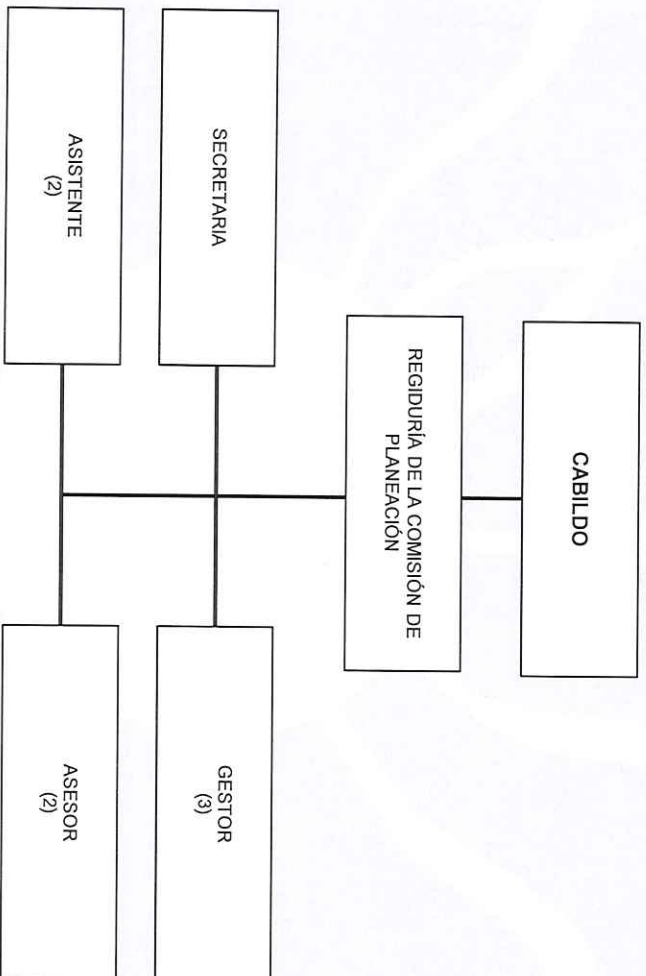 CABILDO
REGIDURÍA DE LA COMISIÓN DE
PLANEACIÓN
SECRETARIA
GESTOR
(3)
ASISTENTE
(2)
ASESOR
(2)